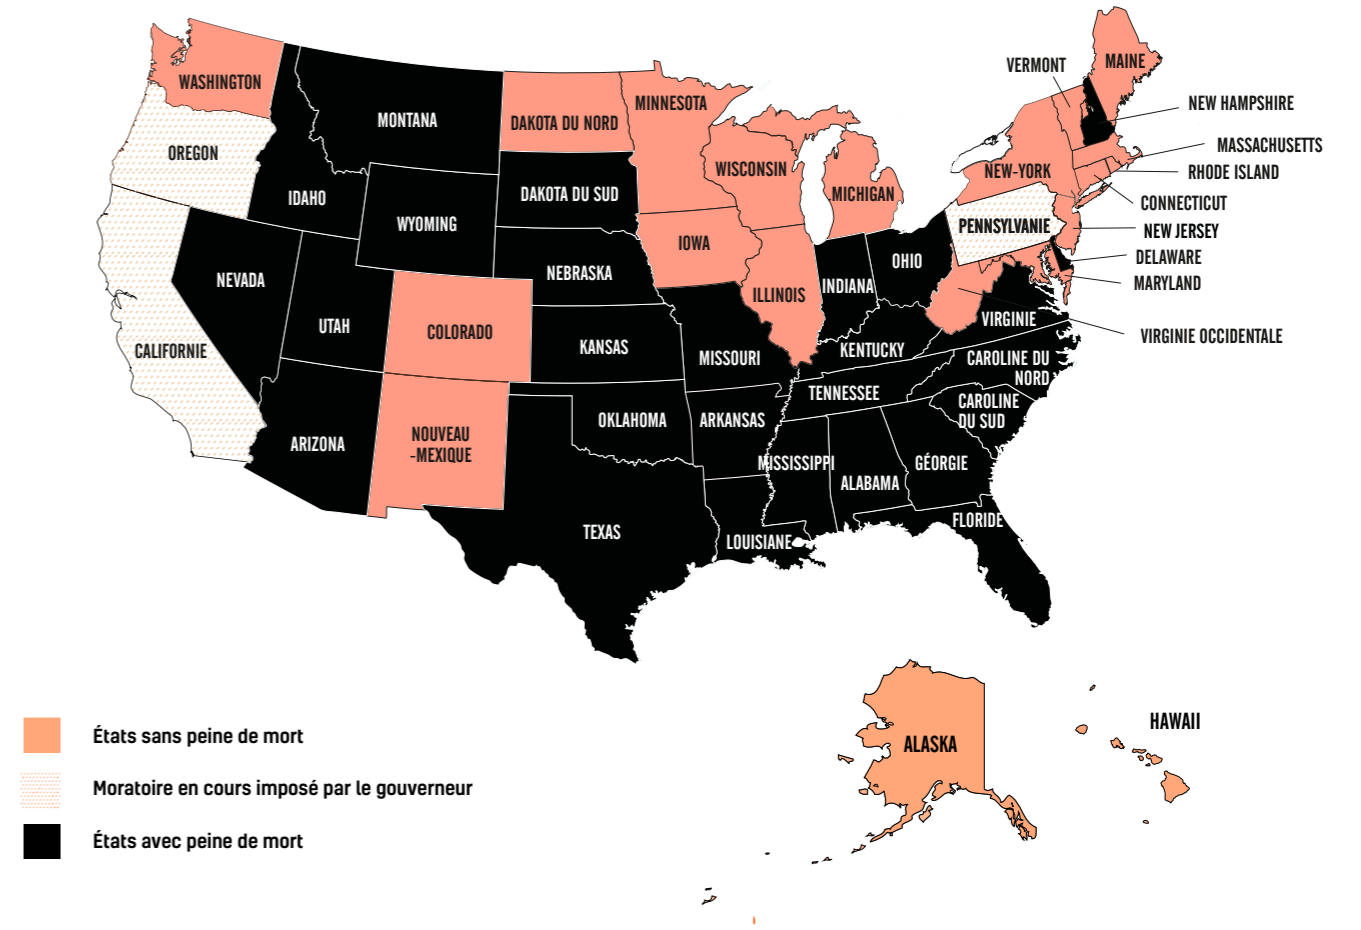 WASHINGTON
OREGON
CALIFORNIE
IDAHO
NEVADA
MONTANA
WYOMING
UTAH
ARIZONA
COLORADO
NOUVEAU
-MEXIQUE
DAKOTA DU NORD
DAKOTA DU SUD
NEBRASKA
KANSAS
OKLAHOMA
TEXAS
MINNESOTA
IOWA
MISSOURI
ARKANSAS
LOUISIANE
WISCONSIN
ILLINOIS
MICHIGAN
INDIANA
OHIO
KENTUCKY
TENNESSEE
MISSISSIPPI
ALABAMA
GÉORGIE
FLORIDE
CAROLINE
DU SUD
CAROLINE DU
NORD
VIRGINIE
PENNSYLVANIE
NEW-YORK
VERMONT
MAINE
NEW HAMPSHIRE
MASSACHUSETTS
RHODE ISLAND
CONNECTICUT
NEW JERSEY
DELAWARE
MARYLAND
VIRGINIE OCCIDENTALE
ALASKA
HAWAII
États sans peine de mort
Moratoire en cours imposé par le gouverneur
États avec peine de mort